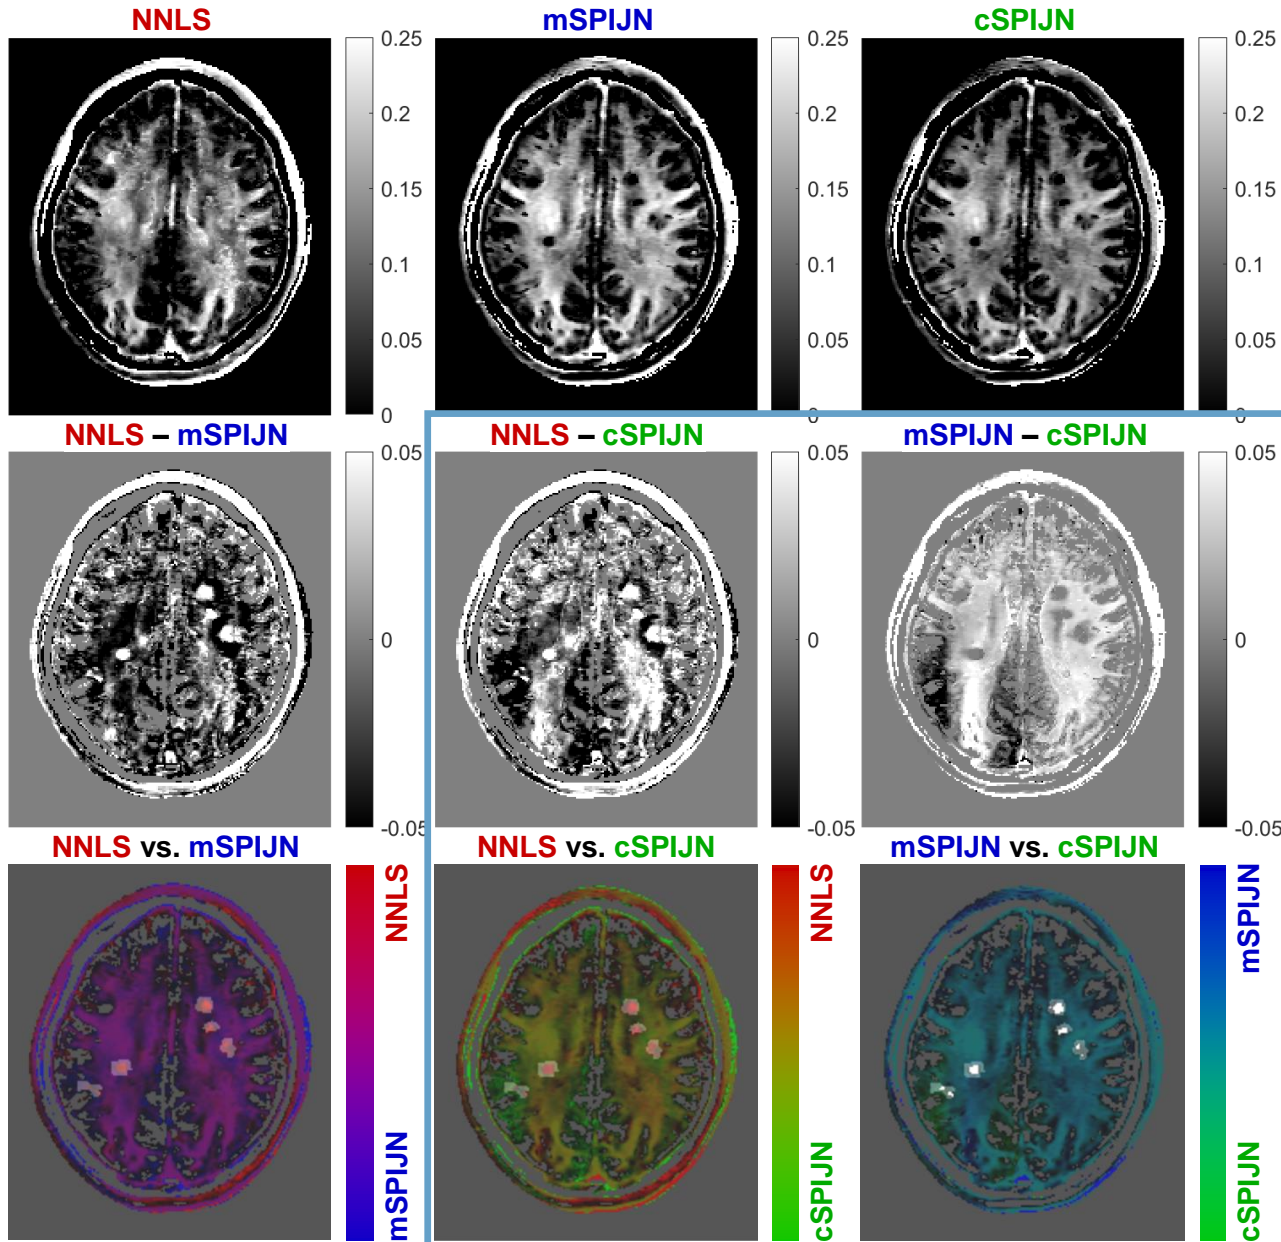 NNLS mSPIJN cSPIJN
0.25 0.25 0.25
0.2 0.2 0.2
0.15 0.15 0.15
0.1 0.1 0.1
0.05 0.05 0.05
0 0 0
NNLS – mSPIJN NNLS – cSPIJN mSPIJN – cSPIJN
0.05 0.05 0.05
0 0 0
-0.05 -0.05 -0.05
NNLS vs. mSPIJN NNLS vs. cSPIJN mSPIJN vs. cSPIJN
NNLS NNLS mSPIJN
mSPIJN cSPIJN cSPIJN